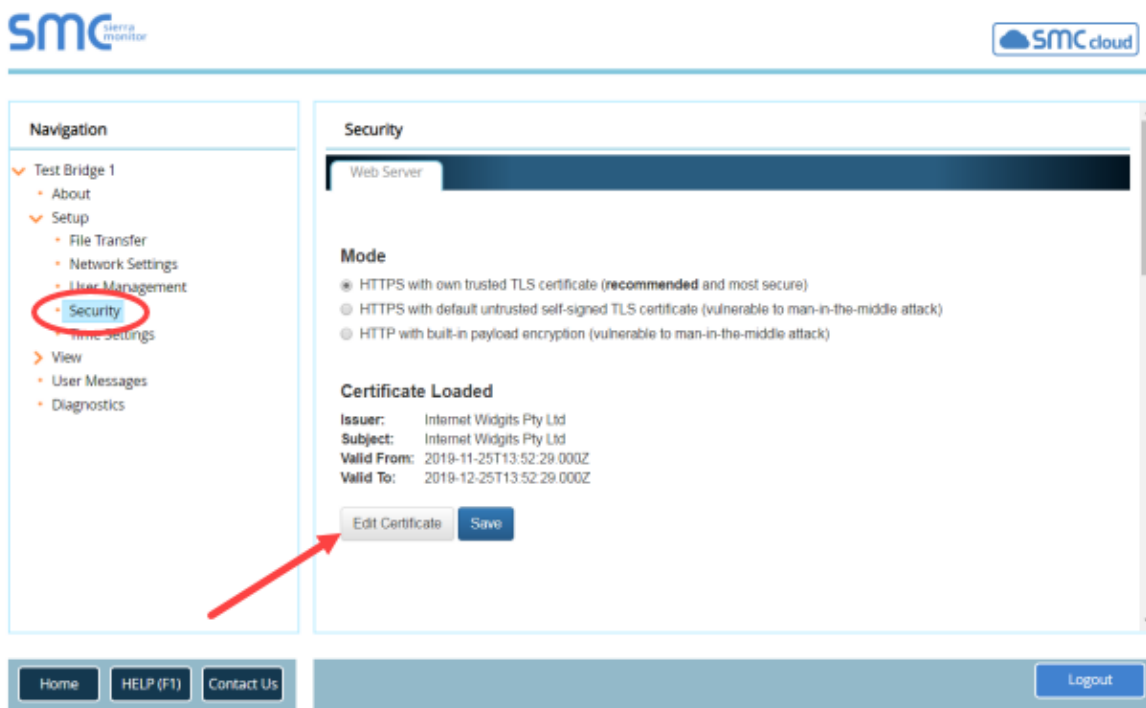 SMC sierra monitor
SMC cloud
Navigation
Test Bridge 1
About
Setup
File Transfer
Network Settings
User Management
Security
Time Settings
View
User Messages
Diagnostics
Security
Web Server
Mode
HTTPS with own trusted TLS certificate (recommended and most secure)
HTTPS with default untrusted self-signed TLS certificate (vulnerable to man-in-the-middle attack)
HTTP with built-in payload encryption (vulnerable to man-in-the-middle attack)
Certificate Loaded
Issuer: Internet Widgits Pty Ltd
Subject: Internet Widgits Pty Ltd
Valid From: 2019-11-25T13:52:29.000Z
Valid To: 2019-12-25T13:52:29.000Z
Edit Certificate Save
Home HELP (F1) Contact Us
Logout